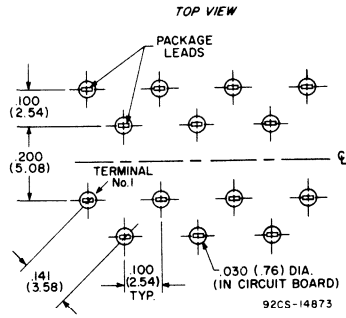 TOP VIEW
PACKAGE
LEADS
.100
(2.54)
.200
(5.08)
℄
TERMINAL
No.1
.141
(3.58)
.100
(2.54)
TYP.
.030 (.76) DIA.
(IN CIRCUIT BOARD)
92CS-14873